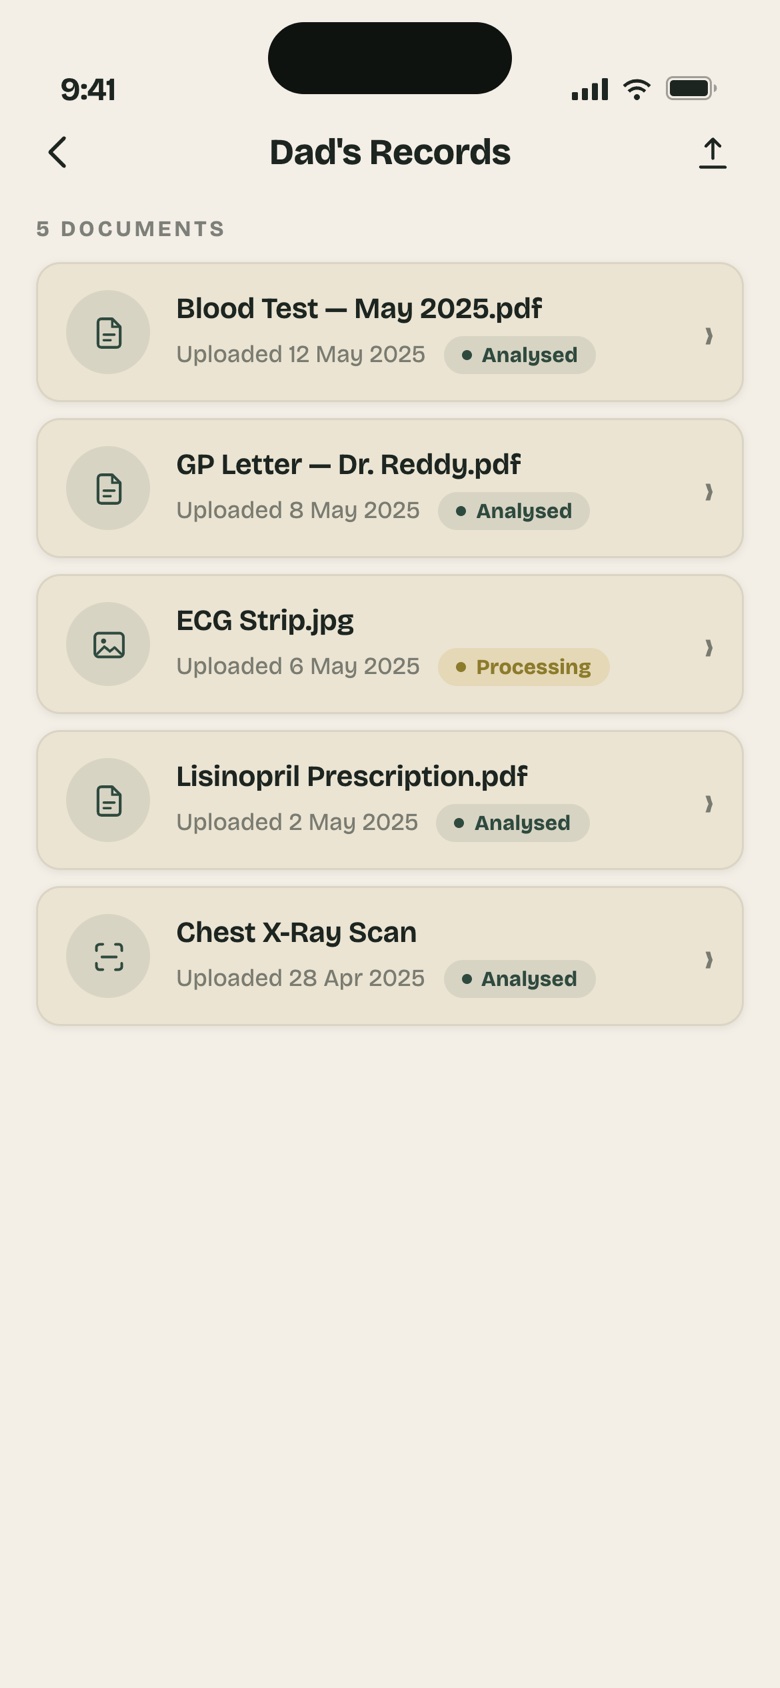 9:41
Dad's Records
5 DOCUMENTS
Blood Test — May 2025.pdf
Uploaded 12 May 2025 Analysed
GP Letter — Dr. Reddy.pdf
Uploaded 8 May 2025 Analysed
ECG Strip.jpg
Uploaded 6 May 2025 Processing
Lisinopril Prescription.pdf
Uploaded 2 May 2025 Analysed
Chest X-Ray Scan
Uploaded 28 Apr 2025 Analysed